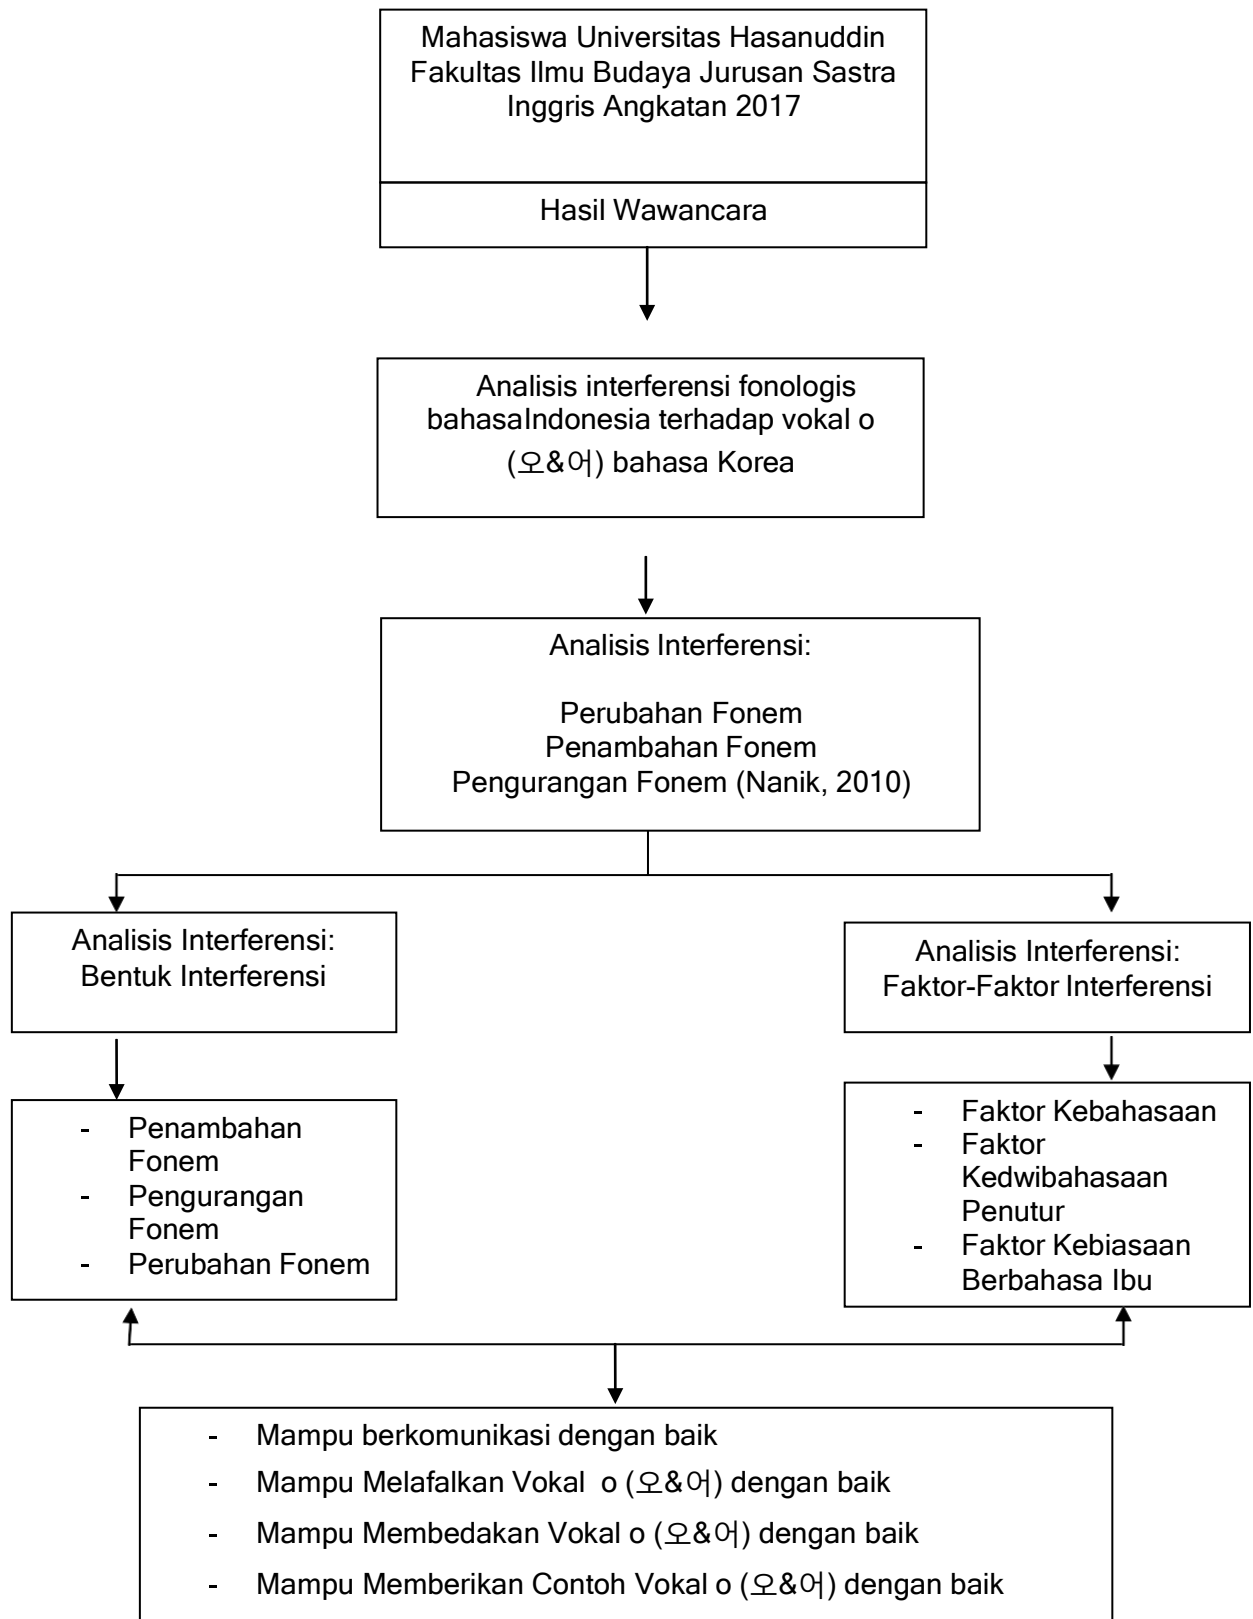 Mahasiswa Universitas Hasanuddin
Fakultas Ilmu Budaya Jurusan Sastra
Inggris Angkatan 2017
Hasil Wawancara
Analisis interferensi fonologis
bahasaIndonesia terhadap vokal o
(오&어) bahasa Korea
Analisis Interferensi:
Perubahan Fonem
Penambahan Fonem
Pengurangan Fonem (Nanik, 2010)
Analisis Interferensi:
Bentuk Interferensi
Analisis Interferensi:
Faktor-Faktor Interferensi
- Penambahan
Fonem
- Pengurangan
Fonem
- Perubahan Fonem
- Faktor Kebahasaan
- Faktor
Kedwibahasaan
Penutur
- Faktor Kebiasaan
Berbahasa Ibu
- Mampu berkomunikasi dengan baik
- Mampu Melafalkan Vokal o (오&어) dengan baik
- Mampu Membedakan Vokal o (오&어) dengan baik
- Mampu Memberikan Contoh Vokal o (오&어) dengan baik